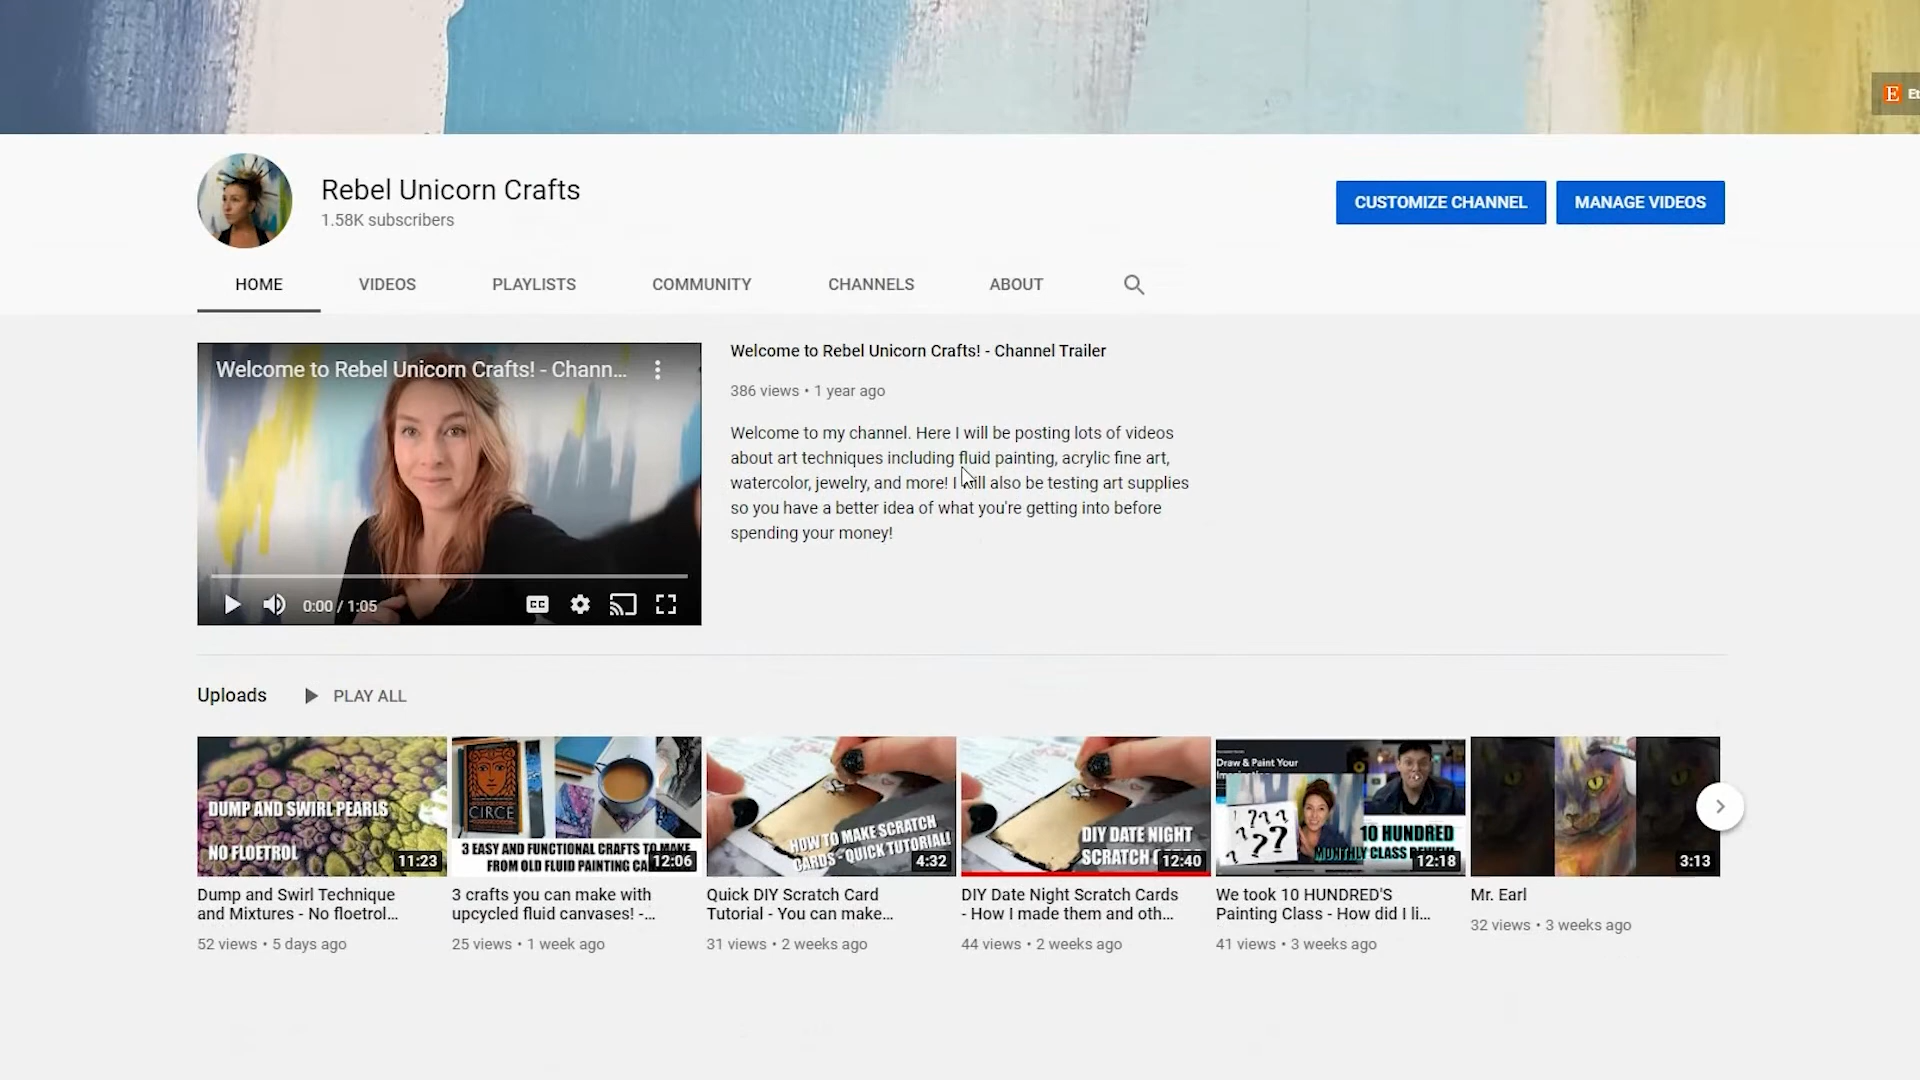 Et
Rebel Unicorn Crafts
1.58K subscribers
CUSTOMIZE CHANNEL
MANAGE VIDEOS
HOME
VIDEOS
PLAYLISTS
COMMUNITY
CHANNELS
ABOUT
Welcome to Rebel Unicorn Crafts! - Chann...
0:00 / 1:05
CC
Welcome to Rebel Unicorn Crafts! - Channel Trailer
386 views • 1 year ago
Welcome to my channel. Here I will be posting lots of videos
about art techniques including fluid painting, acrylic fine art,
watercolor, jewelry, and more! I will also be testing art supplies
so you have a better idea of what you're getting into before
spending your money!
Uploads
PLAY ALL
DUMP AND SWIRL PEARLS
NO FLOETROL
11:23
Dump and Swirl Technique
and Mixtures - No floetrol...
52 views • 5 days ago
CIRCE
3 EASY AND FUNCTIONAL CRAFTS TO MAKE
FROM OLD FLUID PAINTING CA
12:06
3 crafts you can make with
upcycled fluid canvases! -...
25 views • 1 week ago
HOW TO MAKE SCRATCH
CARDS - QUICK TUTORIAL!
4:32
Quick DIY Scratch Card
Tutorial - You can make...
31 views • 2 weeks ago
DIY DATE NIGHT
SCRATCH
12:40
DIY Date Night Scratch Cards
- How I made them and oth...
44 views • 2 weeks ago
Draw & Paint Your
? ? ? ?
? ? ?
10 HUNDRED
MONTHLY CLASS REVIEW
12:18
We took 10 HUNDRED'S
Painting Class - How did I li...
41 views • 3 weeks ago
3:13
Mr. Earl
32 views • 3 weeks ago